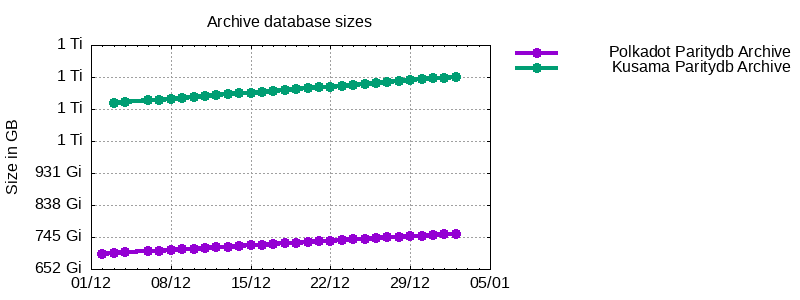 Archive database sizes
1 Ti
1 Ti
1 Ti
1 Ti
931 Gi
838 Gi
745 Gi
652 Gi
Size in GB
01/12 08/12 15/12 22/12 29/12 05/01
Polkadot Paritydb Archive
Kusama Paritydb Archive